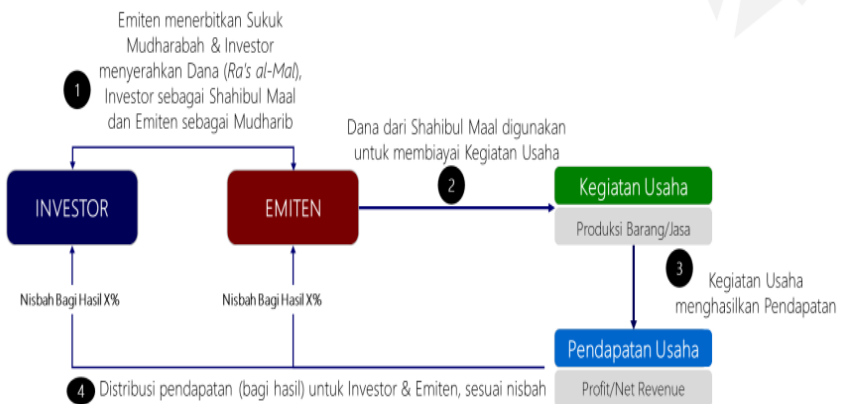 Emiten menerbitkan Sukuk
Mudharabah & Investor
menyerahkan Dana (Ra's al-Mal),
Investor sebagai Shahibul Maal
dan Emiten sebagai Mudharib
1
Dana dari Shahibul Maal digunakan
untuk membiayai Kegiatan Usaha
2
INVESTOR
EMITEN
Kegiatan Usaha
Produksi Barang/Jasa
3
Kegiatan Usaha
menghasilkan Pendapatan
Nisbah Bagi Hasil X%
Nisbah Bagi Hasil X%
Pendapatan Usaha
Profit/Net Revenue
4 Distribusi pendapatan (bagi hasil) untuk Investor & Emiten, sesuai nisbah